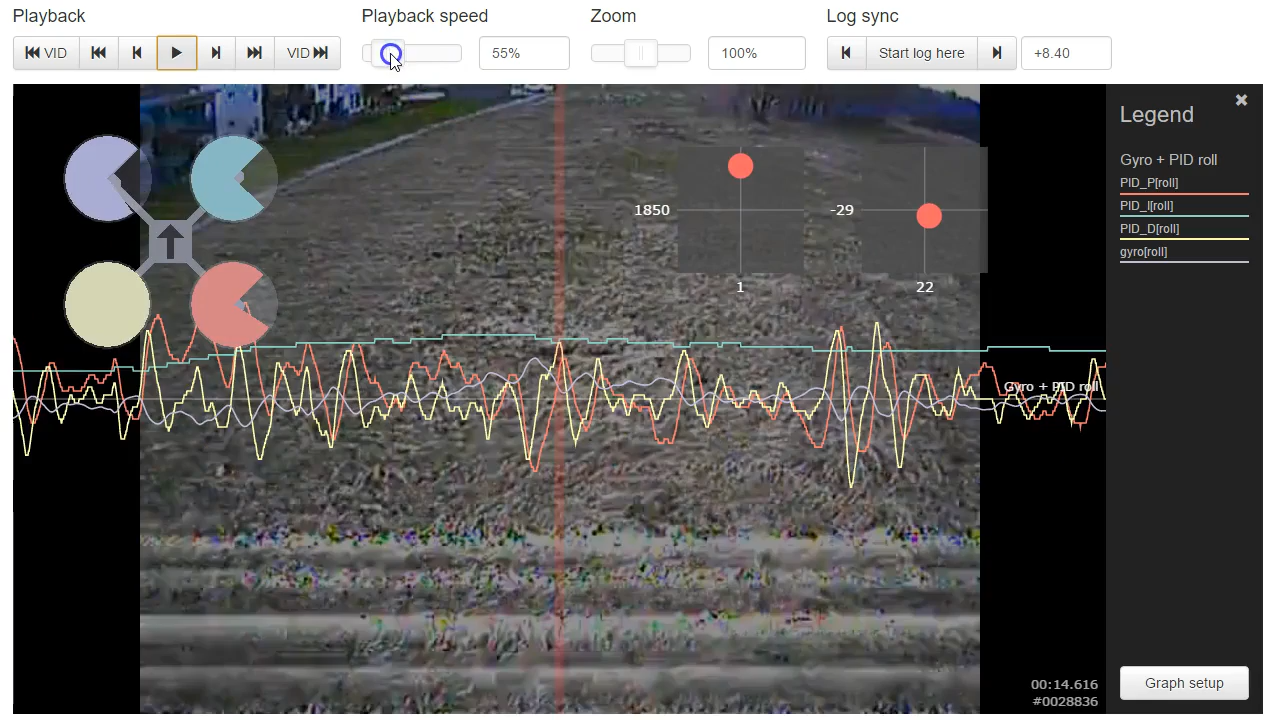 Playback
Playback speed
Zoom
Log sync
VID
VID
55%
100%
Start log here
+8.40
Legend
Gyro + PID roll
PID_P[roll]
PID_I[roll]
PID_D[roll]
gyro[roll]
1850
-29
1
22
Gyro + PID roll
00:14.616
#0028836
Graph setup